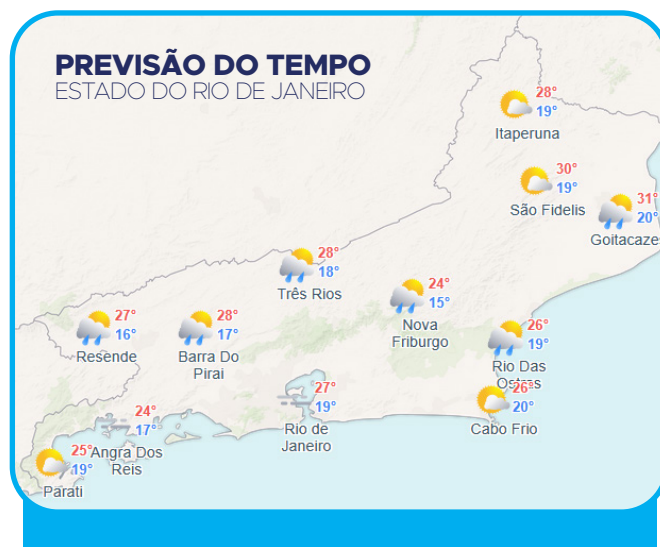 PREVISÃO DO TEMPO
ESTADO DO RIO DE JANEIRO
28°
19°
Itaperuna
30°
19°
São Fidelis
31°
20°
Goitacaze
28°
18°
Três Rios
24°
15°
Nova
Friburgo
27°
16°
Resende
28°
17°
Barra Do
Pirai
26°
19°
Rio Das
Ostras
26°
20°
Cabo Frio
27°
19°
Rio de
Janeiro
24°
17°
Angra Dos
Reis
25°
19°
Parati